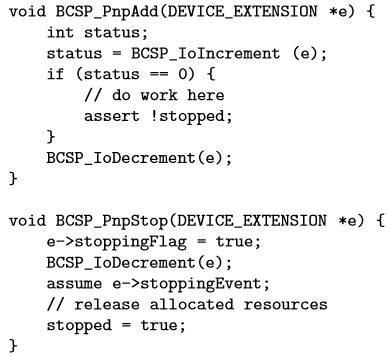 void BCSP_PnpAdd(DEVICE_EXTENSION *e) {
    int status;
    status = BCSP_IoIncrement (e);
    if (status == 0) {
        // do work here
        assert !stopped;
    }
    BCSP_IoDecrement(e);
}

void BCSP_PnpStop(DEVICE_EXTENSION *e) {
    e->stoppingFlag = true;
    BCSP_IoDecrement(e);
    assume e->stoppingEvent;
    // release allocated resources
    stopped = true;
}